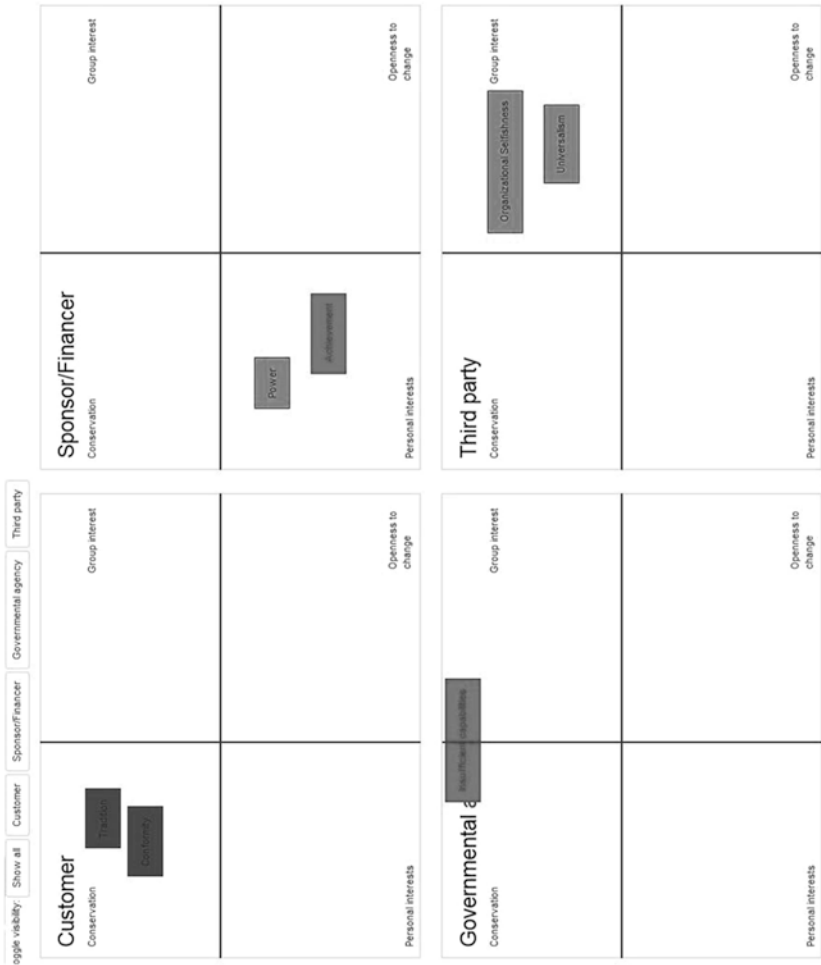 oggle visibility: Show all Customer Sponsor/Financer Governmental agency Third party
Customer
Conservation
Group interest
Tradition
Conformity
Personal interests
Openness to
change
Sponsor/Financer
Conservation
Group interest
Power
Achievement
Personal interests
Openness to
change
Governmental a
Insufficient capabilities
Conservation
Group interest
Personal interests
Openness to
change
Third party
Conservation
Group interest
Organizational Selfishness
Universalism
Personal interests
Openness to
change